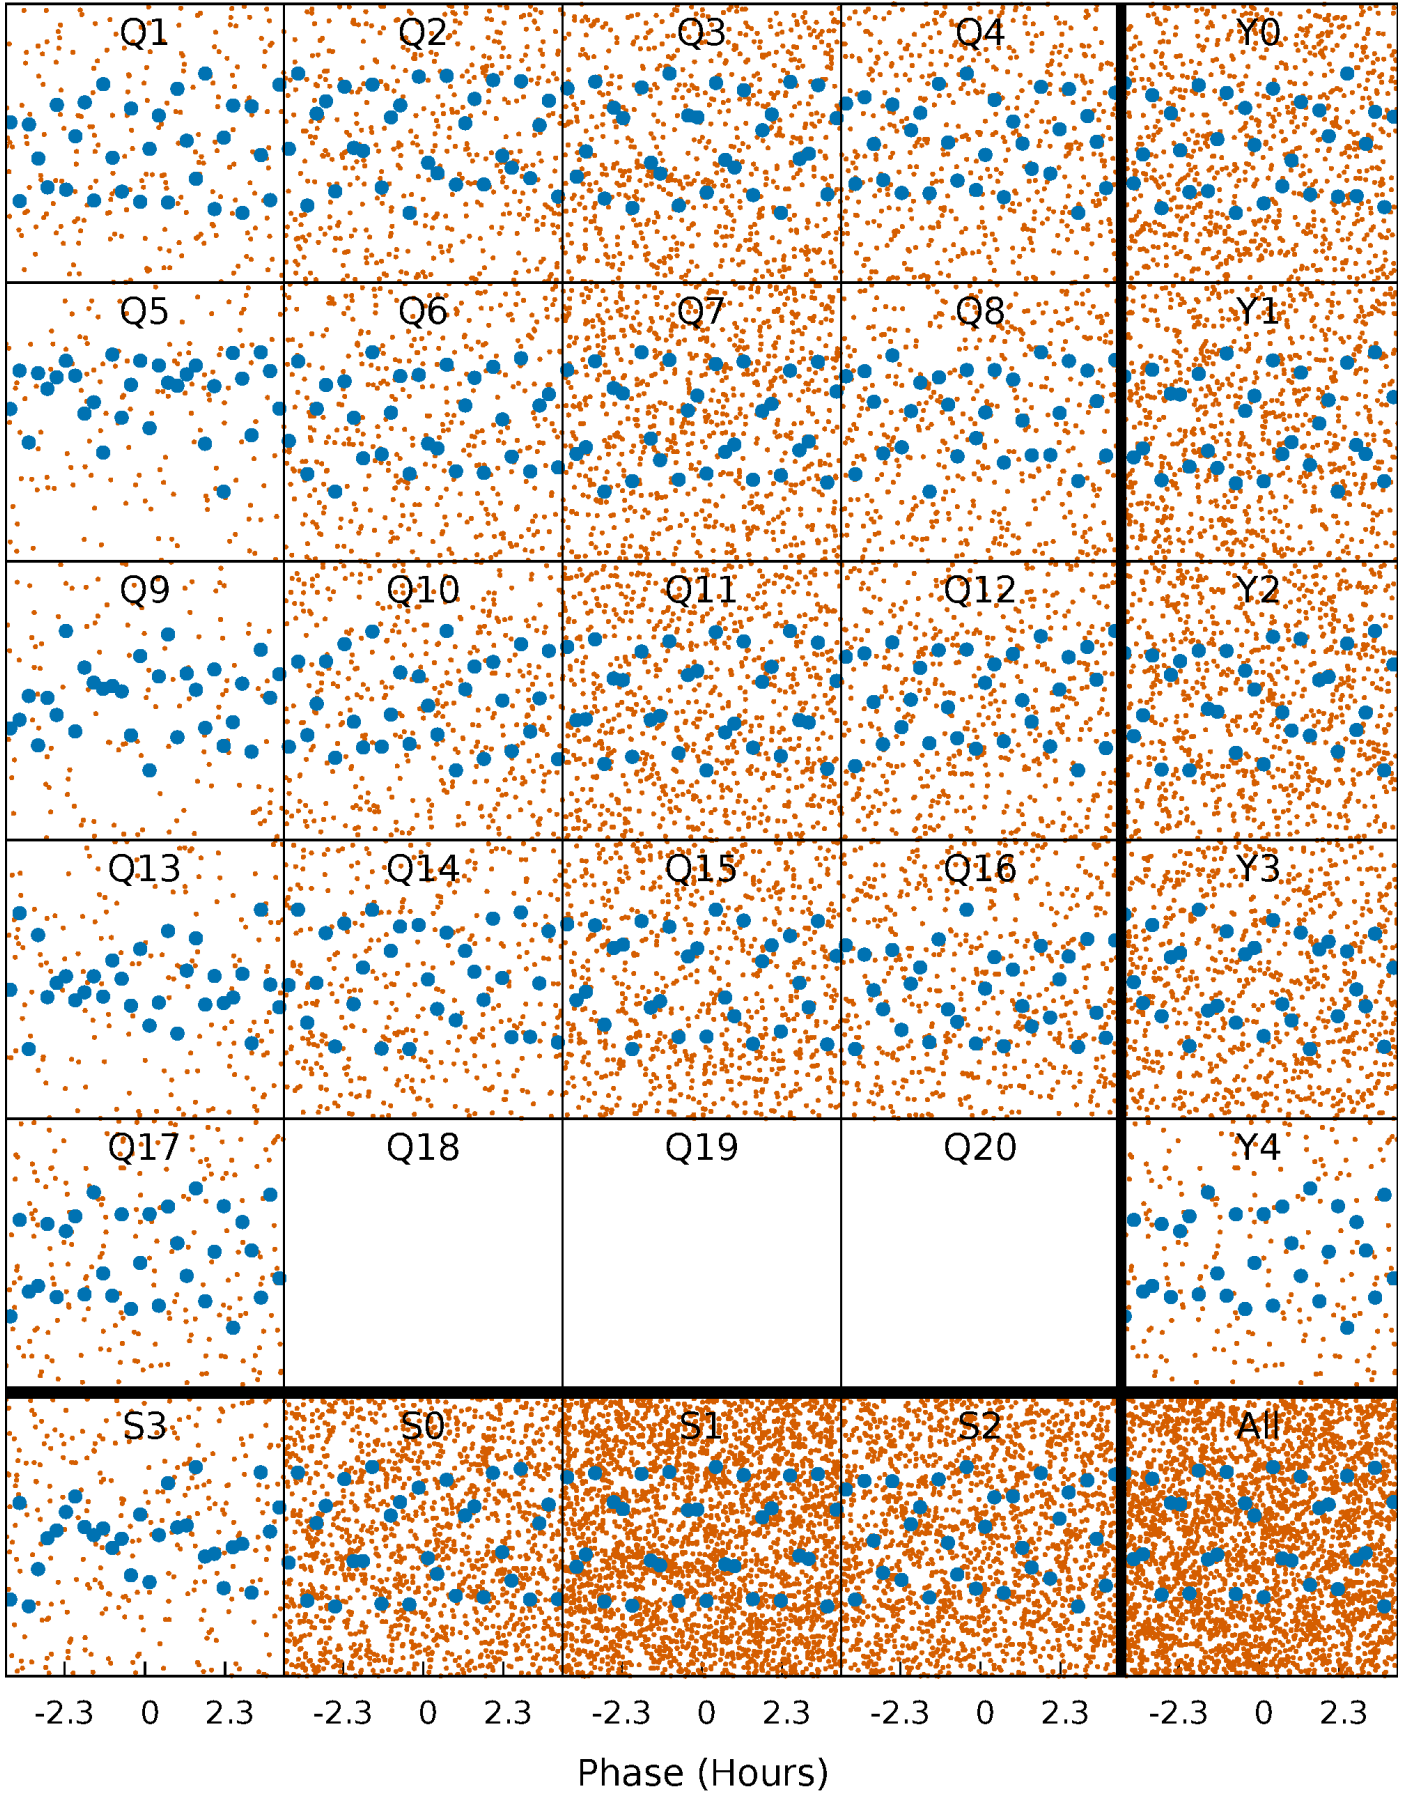 Q1 Q2 Q3 Q4 Y0
Q5 Q6 Q7 Q8 Y1
Q9 Q10 Q11 Q12 Y2
Q13 Q14 Q15 Q16 Y3
Q17 Q18 Q19 Q20 Y4
S3 S0 S1 S2 All
-2.3 0 2.3 -2.3 0 2.3 -2.3 0 2.3 -2.3 0 2.3 -2.3 0 2.3
Phase (Hours)